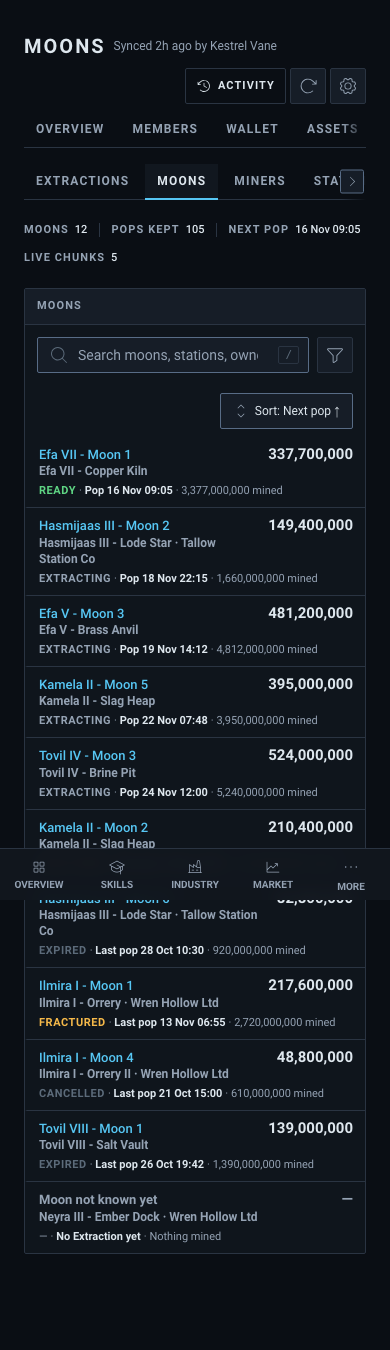 MOONS Synced 2h ago by Kestrel Vane
ACTIVITY
OVERVIEW MEMBERS WALLET ASSETS
EXTRACTIONS MOONS MINERS
MOONS 12 POPS KEPT 105 NEXT POP 16 Nov 09:05
LIVE CHUNKS 5
MOONS
Search moons, stations, /
Sort: Next pop ↑
Efa VII - Moon 1 337,700,000
Efa VII - Copper Kiln
READY · Pop 16 Nov 09:05 · 3,377,000,000 mined
Hasmijaas III - Moon 2 149,400,000
Hasmijaas III - Lode Star · Tallow
Station Co
EXTRACTING · Pop 18 Nov 22:15 · 1,660,000,000 mined
Efa V - Moon 3 481,200,000
Efa V - Brass Anvil
EXTRACTING · Pop 19 Nov 14:12 · 4,812,000,000 mined
Kamela II - Moon 5 395,000,000
Kamela II - Slag Heap
EXTRACTING · Pop 22 Nov 07:48 · 3,950,000,000 mined
Tovil IV - Moon 3 524,000,000
Tovil IV - Brine Pit
EXTRACTING · Pop 24 Nov 12:00 · 5,240,000,000 mined
Kamela II - Moon 2 210,400,000
Kamela II - Slag Heap
OVERVIEW SKILLS INDUSTRY MARKET MORE
Hasmijaas III - Moon
Hasmijaas III - Lode Star · Tallow Station
Co
EXPIRED · Last pop 28 Oct 10:30 · 920,000,000 mined
Ilmira I - Moon 1 217,600,000
Ilmira I - Orrery · Wren Hollow Ltd
FRACTURED · Last pop 13 Nov 06:55 · 2,720,000,000 mined
Ilmira I - Moon 4 48,800,000
Ilmira I - Orrery II · Wren Hollow Ltd
CANCELLED · Last pop 21 Oct 15:00 · 610,000,000 mined
Tovil VIII - Moon 1 139,000,000
Tovil VIII - Salt Vault
EXPIRED · Last pop 26 Oct 19:42 · 1,390,000,000 mined
Moon not known yet —
Neyra III - Ember Dock · Wren Hollow Ltd
— · No Extraction yet · Nothing mined